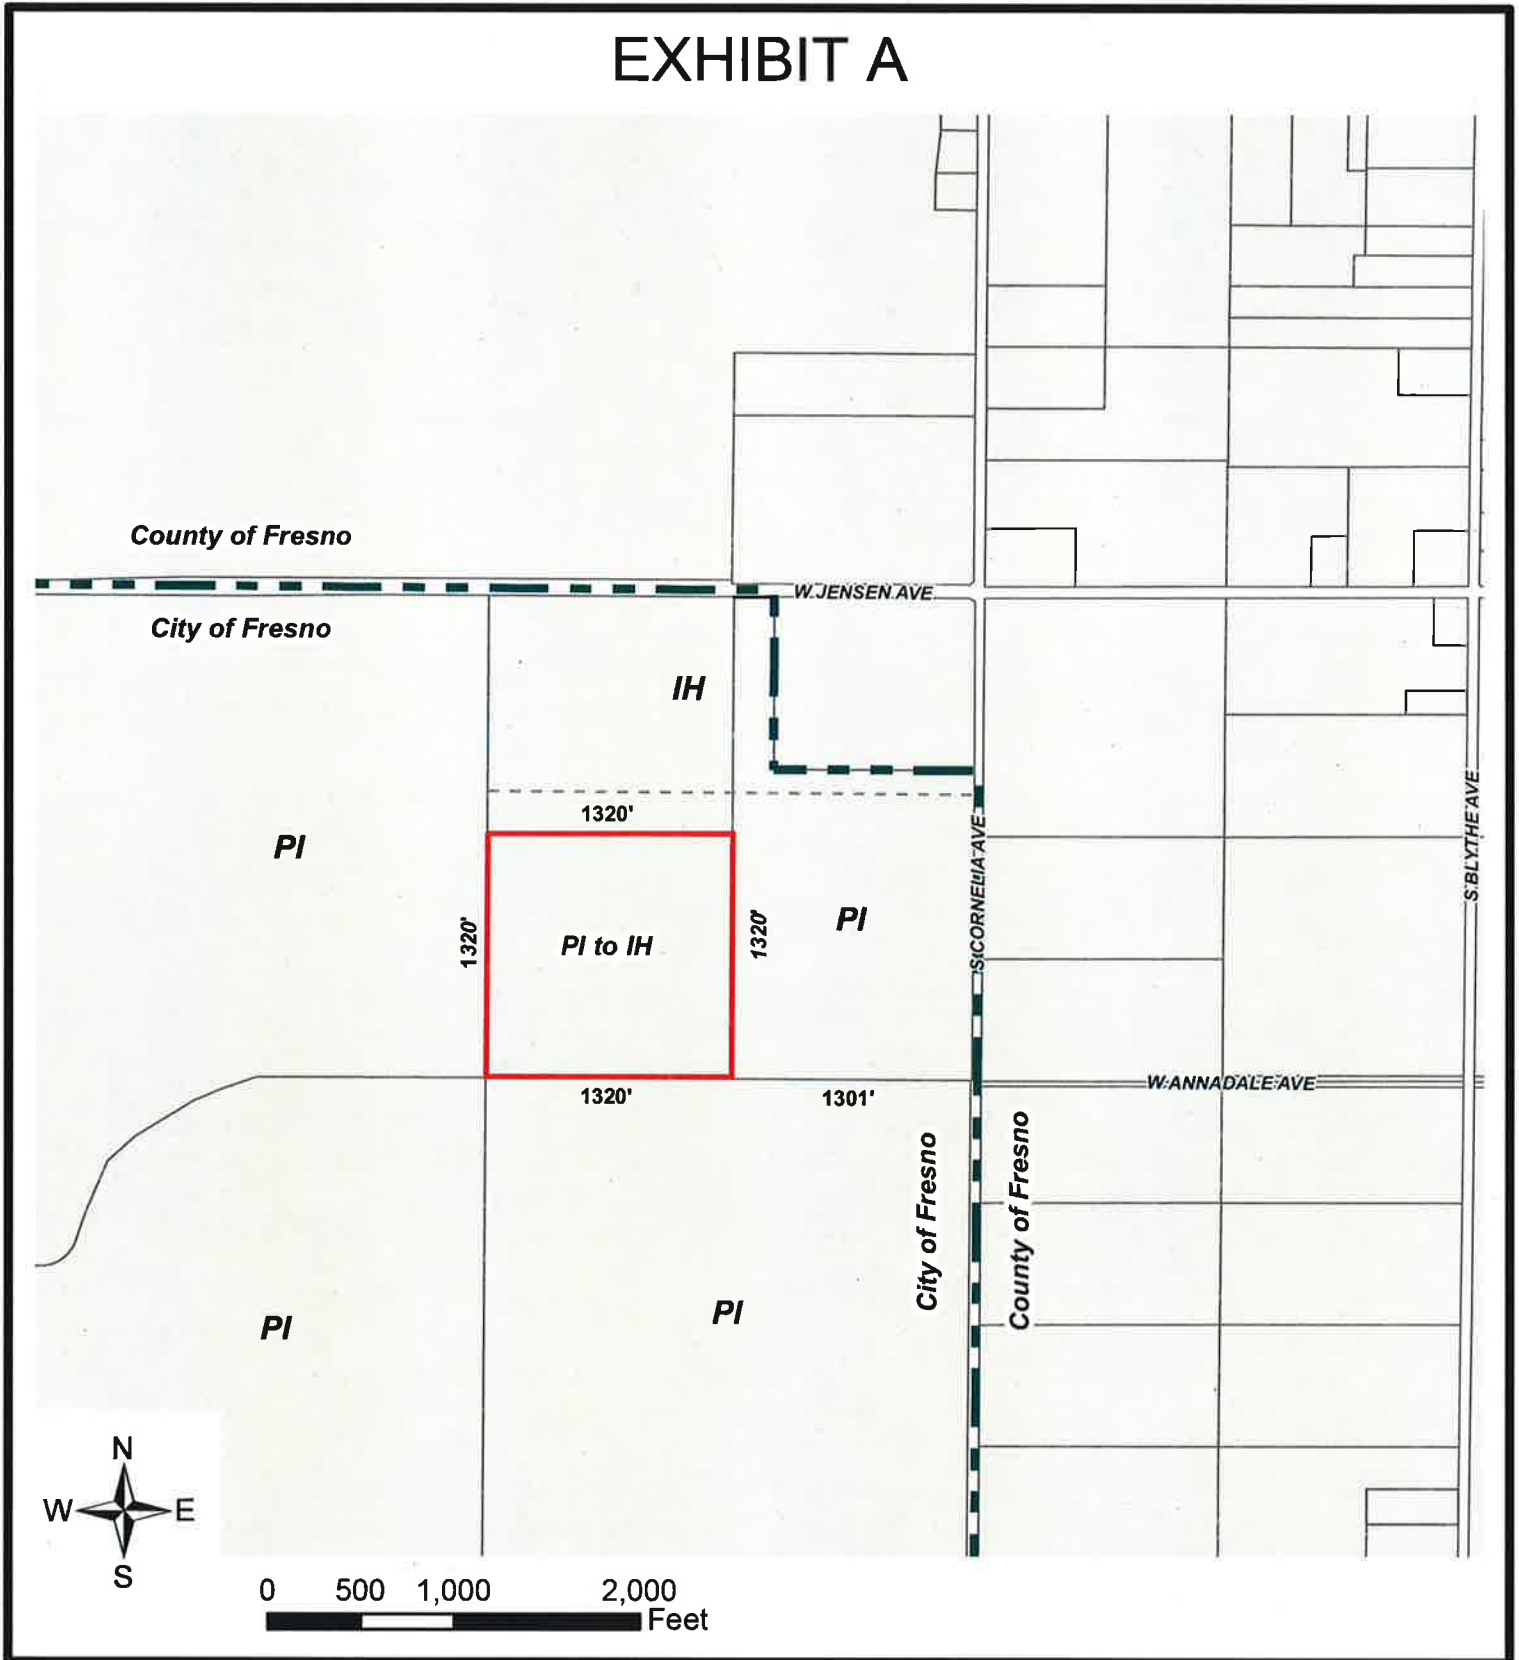 EXHIBIT A
County of Fresno
W JENSEN AVE
City of Fresno
IH
1320'
PI
S CORNELIA AVE
S BLYTHE AVE
1320'
PI to IH
1320'
PI
W ANNADALE AVE
1320'
1301'
City of Fresno
County of Fresno
PI
PI
N
W
E
S
0 500 1,000 2,000
Feet